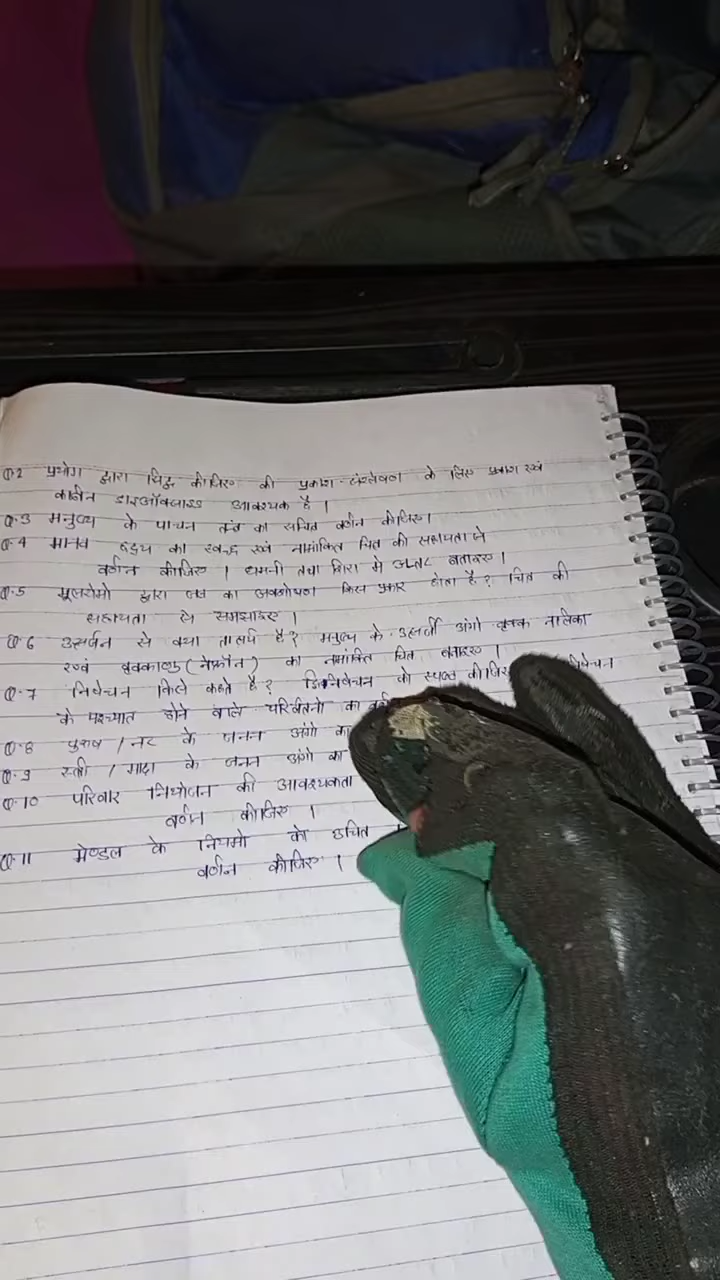 Q.2 प्रयोग द्वारा सिद्ध कीजिए की प्रकाश-संश्लेषण के लिए प्रकाश एवं
कार्बन डाइऑक्साइड आवश्यक है ।
Q.3 मनुष्य के पाचन तंत्र का सचित्र वर्णन कीजिए।
Q.4 मानव हृदय का स्वच्छ एवं नामांकित चित्र की सहायता से
वर्णन कीजिए । धमनी तथा शिरा में अन्तर बताइए ।
Q.5 मूलरोमो द्वारा जल का अवशोषण किस प्रकार होता है? चित्र की
सहायता से समझाइए ।
Q.6 उत्सर्जन से क्या तात्पर्य है? मनुष्य के उत्सर्जी अंगो वृक्क नलिका
एवं वृक्काणु (नेफ्रॉन) का नामांकित चित्र बनाइए ।
Q.7 निषेचन किसे कहते है? को स्पष्ट कीजिए
के पश्चात होने वाले परिवर्तनो का
Q.8 पुरुष / नर के जनन अंगो का
Q.9 स्त्री / मादा के जनन अंगो का
Q.10 परिवार नियोजन की आवश्यकता
वर्णन कीजिए ।
Q.11 मेण्डल के नियमो को उचित
वर्णन कीजिए ।